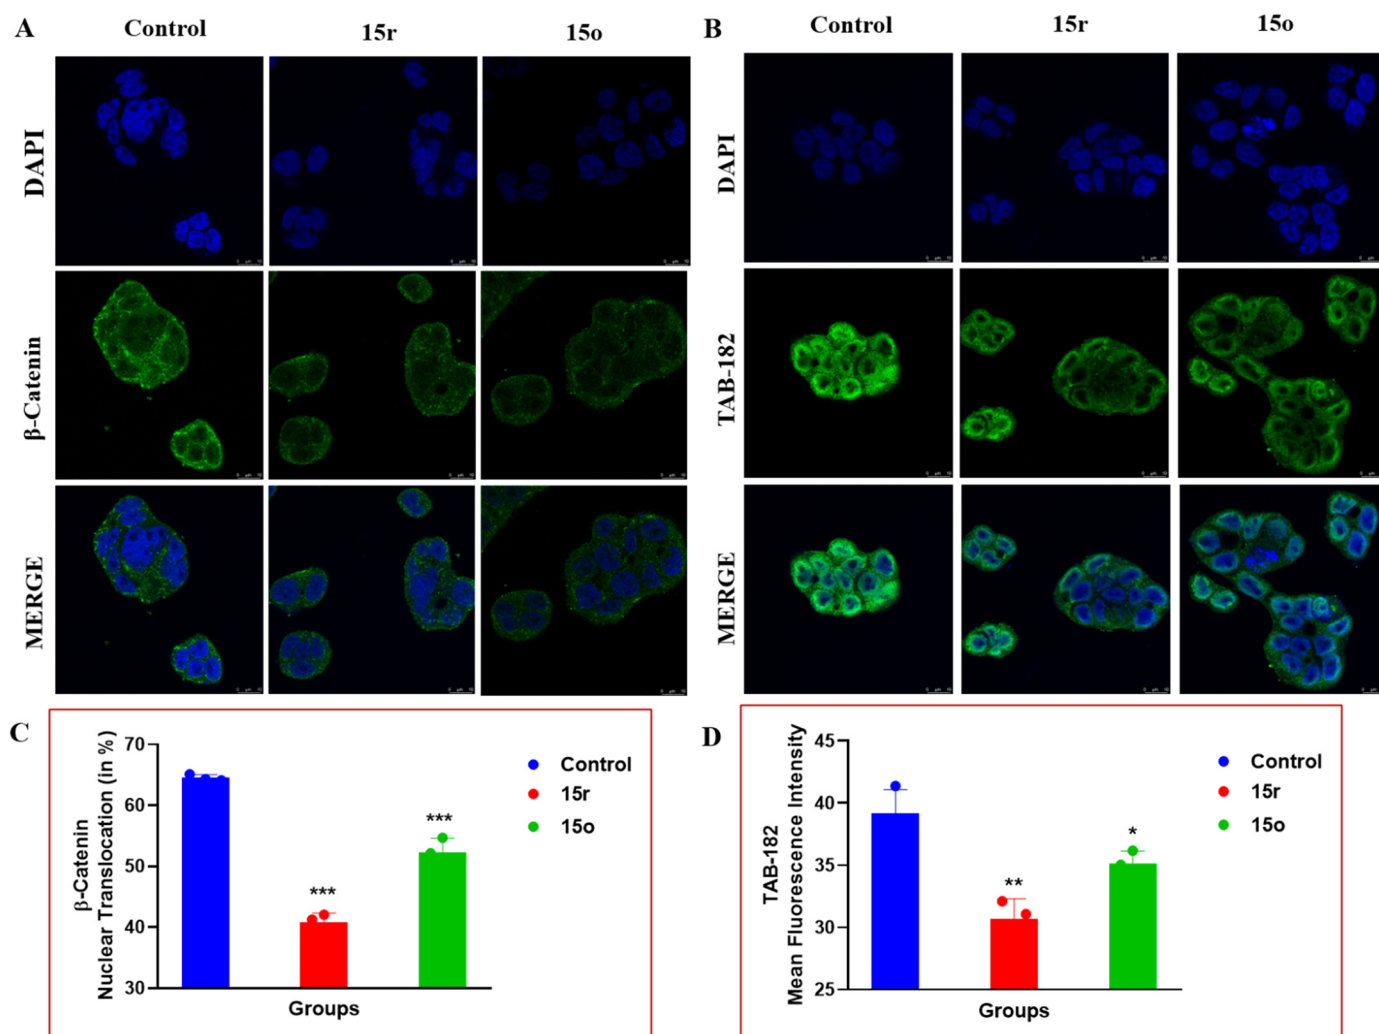 A
Control
15r
15o
DAPI
β-Catenin
MERGE
B
Control
15r
15o
DAPI
TAB-182
MERGE
C
β-Catenin
Nuclear Translocation (in %)
70
60
50
40
30
***
***
Groups
Control
15r
15o
D
TAB-182
Mean Fluorescence Intensity
45
40
35
30
25
**
*
Groups
Control
15r
15o